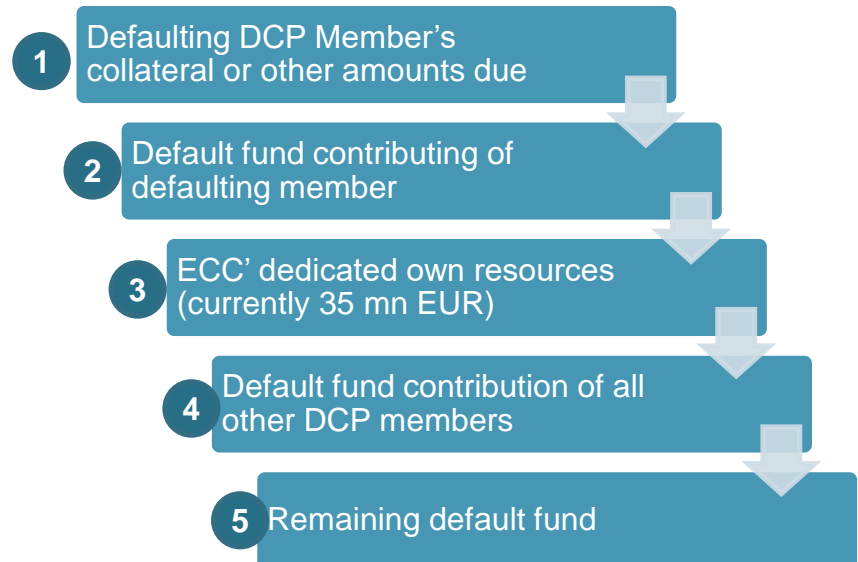 1
Defaulting DCP Member's
collateral or other amounts due
2
Default fund contributing of
defaulting member
3
ECC' dedicated own resources
(currently 35 mn EUR)
4
Default fund contribution of all
other DCP members
5
Remaining default fund